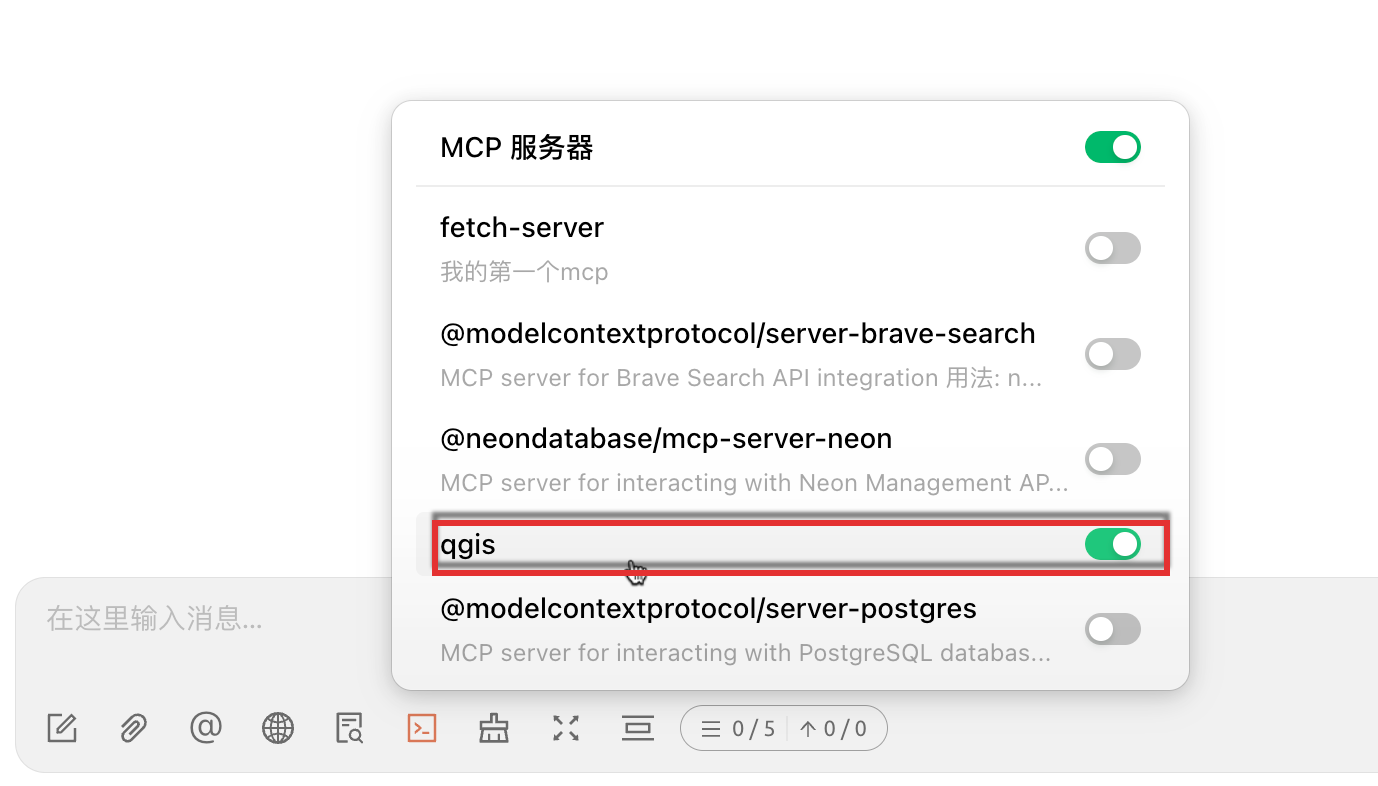 MCP 服务器
fetch-server
我的第一个mcp
@modelcontextprotocol/server-brave-search
MCP server for Brave Search API integration 用法: n...
@neondatabase/mcp-server-neon
MCP server for interacting with Neon Management AP...
qgis
@modelcontextprotocol/server-postgres
MCP server for interacting with PostgreSQL databas...
在这里输入消息...
0 / 5 0 / 0